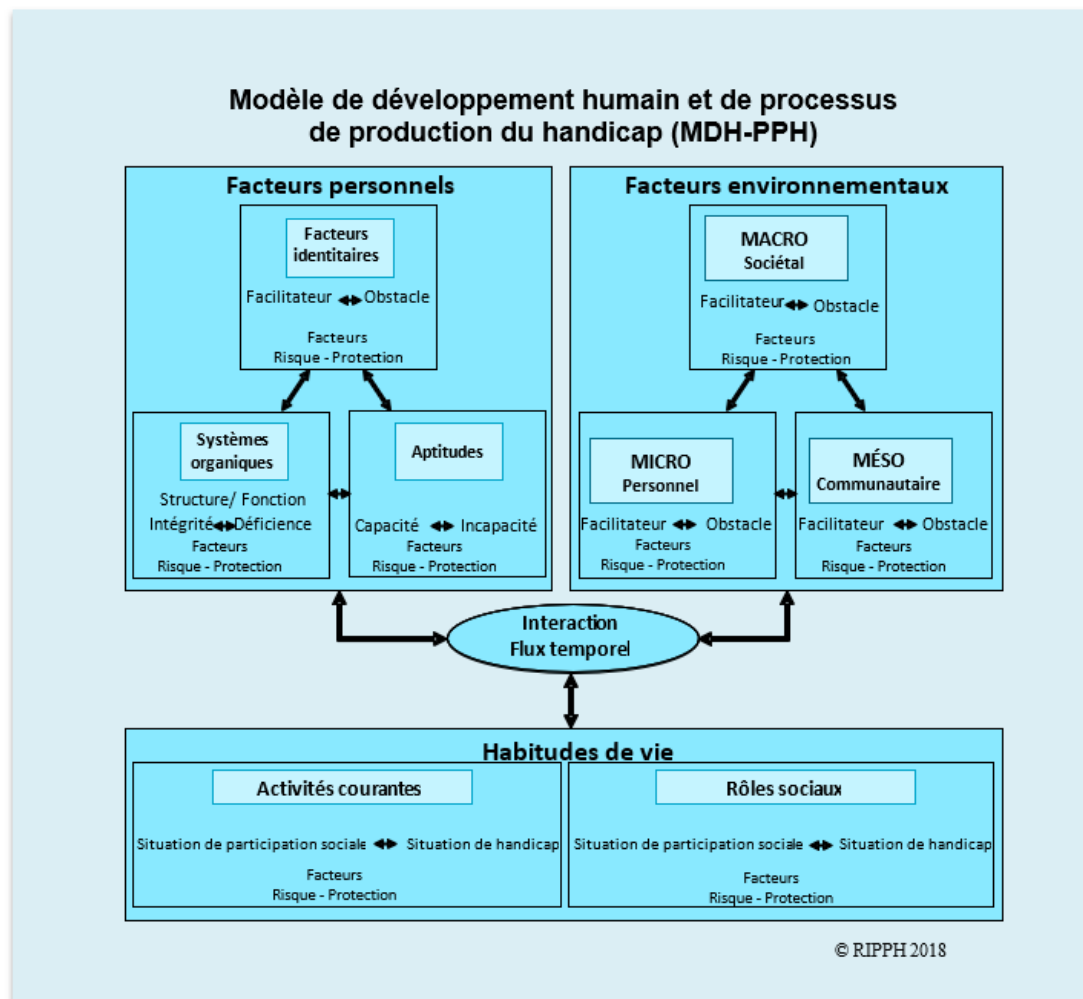 Modèle de développement humain et de processus
de production du handicap (MDH-PPH)
Facteurs personnels
Facteurs
identitaires
Facilitateur Obstacle
Facteurs
Risque - Protection
Systèmes
organiques
Structure/ Fonction
Intégrité Déficience
Facteurs
Risque - Protection
Aptitudes
Capacité Incapacité
Facteurs
Risque - Protection
Facteurs environnementaux
MACRO
Sociétal
Facilitateur Obstacle
Facteurs
Risque - Protection
MICRO
Personnel
Facilitateur Obstacle
Facteurs
Risque - Protection
MÉSO
Communautaire
Facilitateur Obstacle
Facteurs
Risque - Protection
Interaction
Flux temporel
Habitudes de vie
Activités courantes
Situation de participation sociale Situation de handicap
Facteurs
Risque - Protection
Rôles sociaux
Situation de participation sociale Situation de handicap
Facteurs
Risque - Protection
© RIPPH 2018